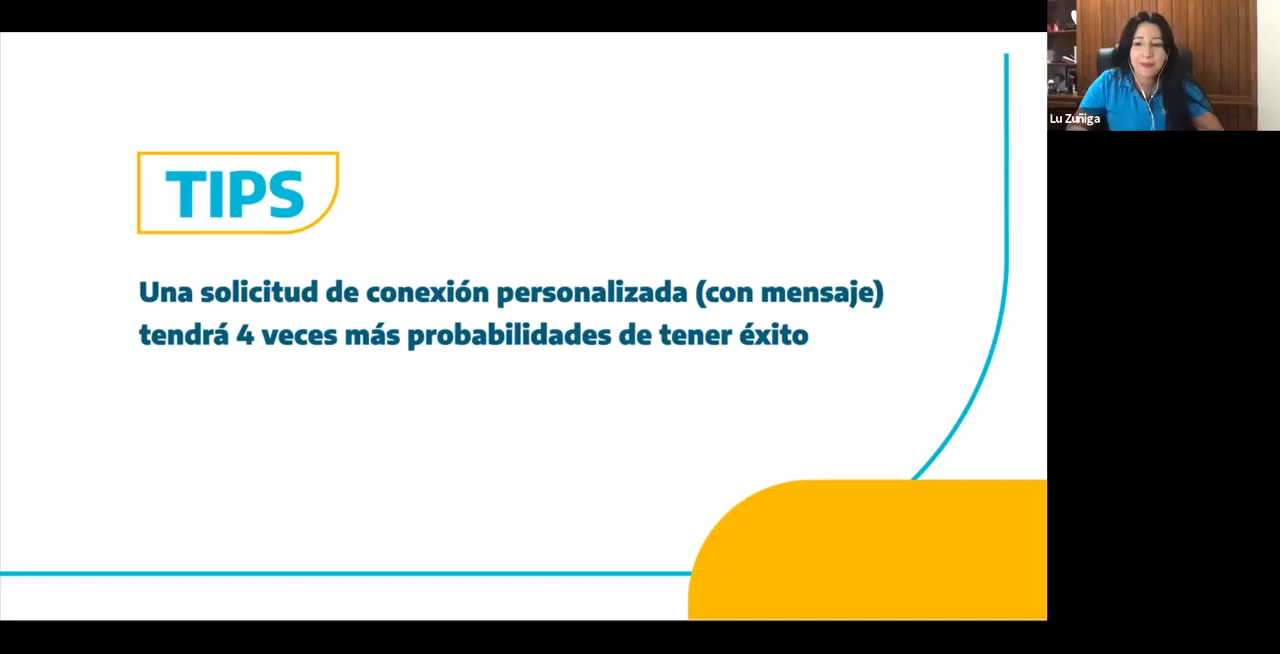 TIPS
Una solicitud de conexión personalizada (con mensaje)
tendrá 4 veces más probabilidades de tener éxito
Lu Zuñiga